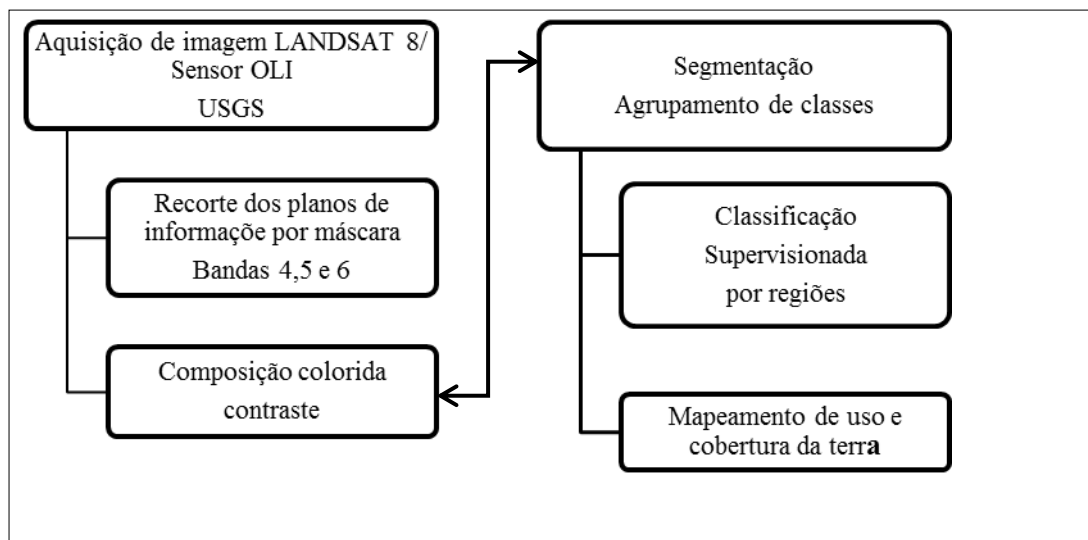 Aquisição de imagem LANDSAT 8/
Sensor OLI
USGS
Recorte dos planos de
informaçõe por máscara
Bandas 4,5 e 6
Composição colorida
contraste
Segmentação
Agrupamento de classes
Classificação
Supervisionada
por regiões
Mapeamento de uso e
cobertura da terra